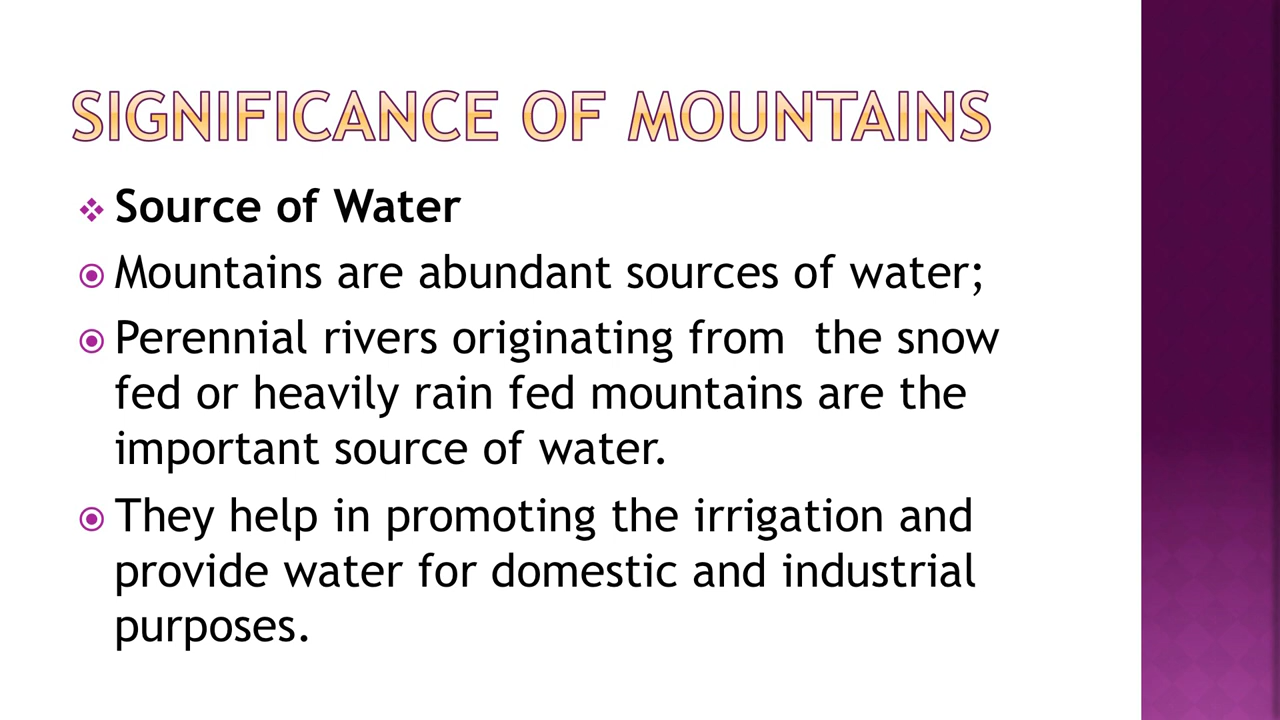 SIGNIFICANCE OF MOUNTAINS
Source of Water
Mountains are abundant sources of water;
Perennial rivers originating from  the snow
fed or heavily rain fed mountains are the
important source of water.
They help in promoting the irrigation and
provide water for domestic and industrial
purposes.